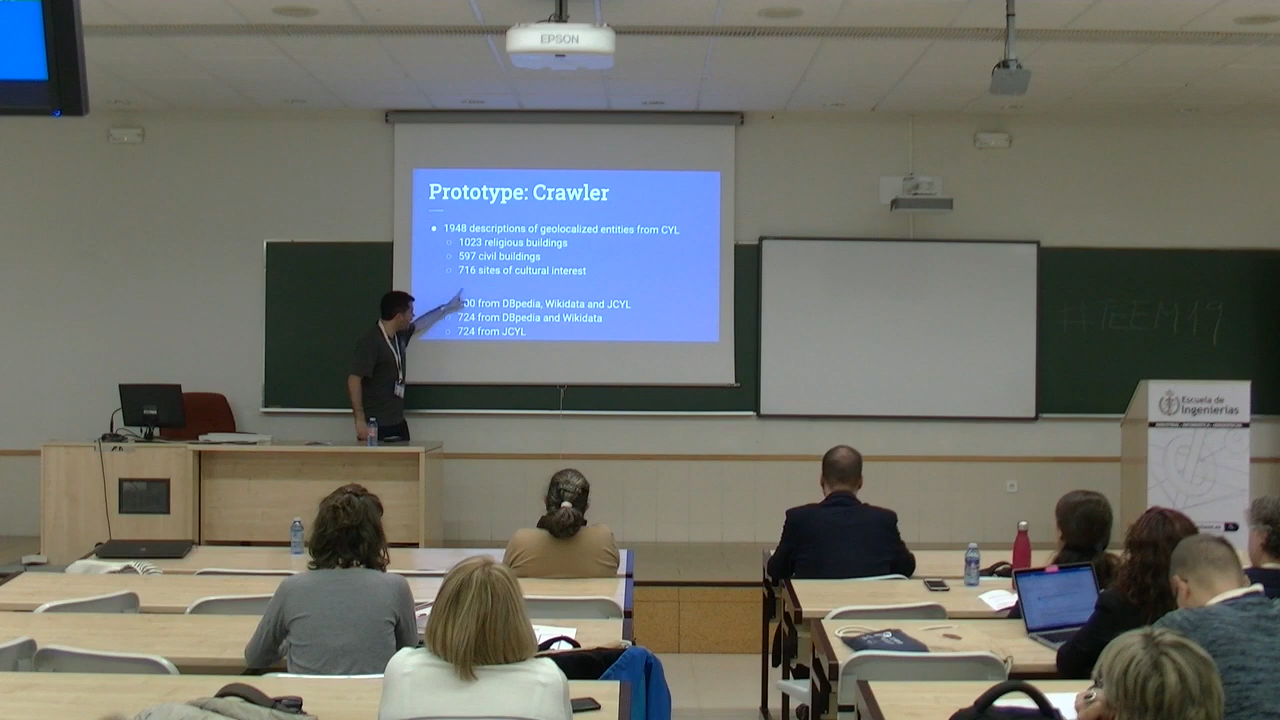 EPSON
Prototype: Crawler
1948 descriptions of geolocalized entities from CYL
1023 religious buildings
597 civil buildings
716 sites of cultural interest
from DBpedia, Wikidata and JCYL
724 from DBpedia and Wikidata
724 from JCYL
#TEEM19
Escuela de
Ingenierías